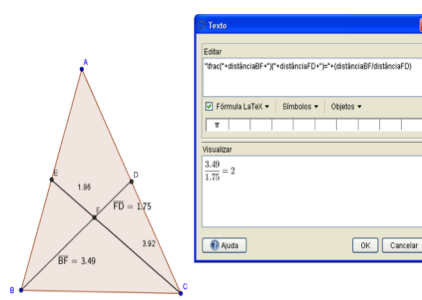 A
E
D
1.96
F
FD = 1.75
3.92
BF = 3.49
B
C
Texto
Editar
"\frac{"+distânciaBF+"}{"+distânciaFD+"}="+(distânciaBF/distânciaFD)
Fórmula LaTeX
Símbolos
Objetos
π
Visualizar
3.49
1.75 = 2
Ajuda
OK
Cancelar